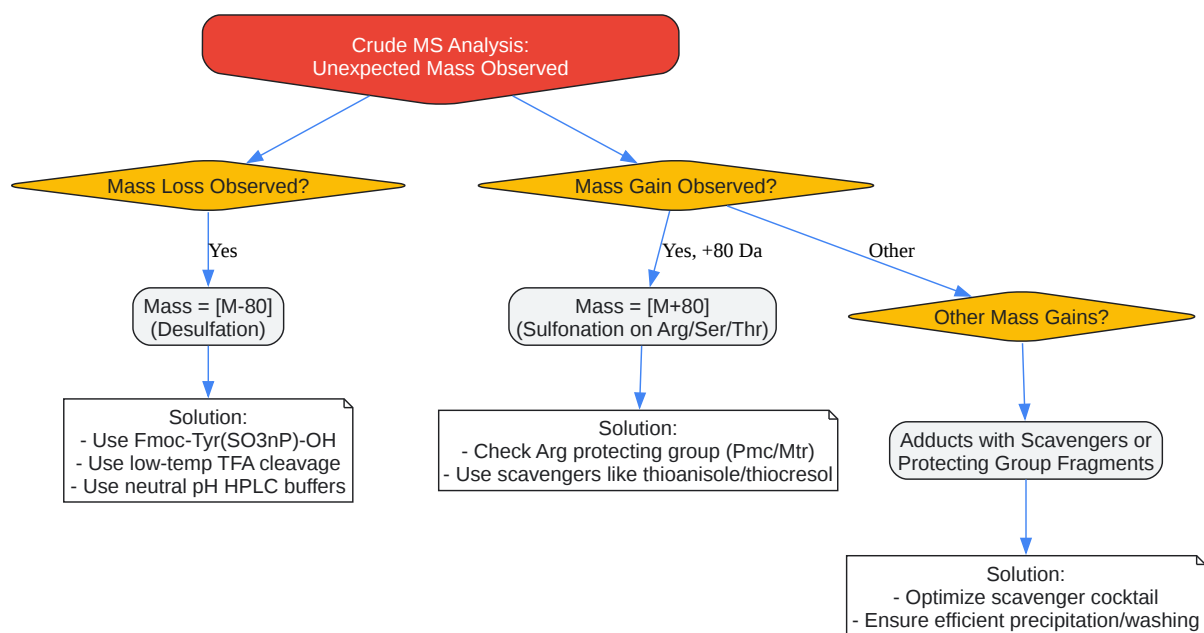 Crude MS Analysis:
Unexpected Mass Observed
Mass Loss Observed?
Mass Gain Observed?
Yes
Yes, +80 Da
Other
Mass = [M-80]
(Desulfation)
Mass = [M+80]
(Sulfonation on Arg/Ser/Thr)
Other Mass Gains?
Solution:
- Use Fmoc-Tyr(SO3nP)-OH
- Use low-temp TFA cleavage
- Use neutral pH HPLC buffers
Solution:
- Check Arg protecting group (Pmc/Mtr)
- Use scavengers like thioanisole/thiocresol
Adducts with Scavengers or
Protecting Group Fragments
Solution:
- Optimize scavenger cocktail
- Ensure efficient precipitation/washing